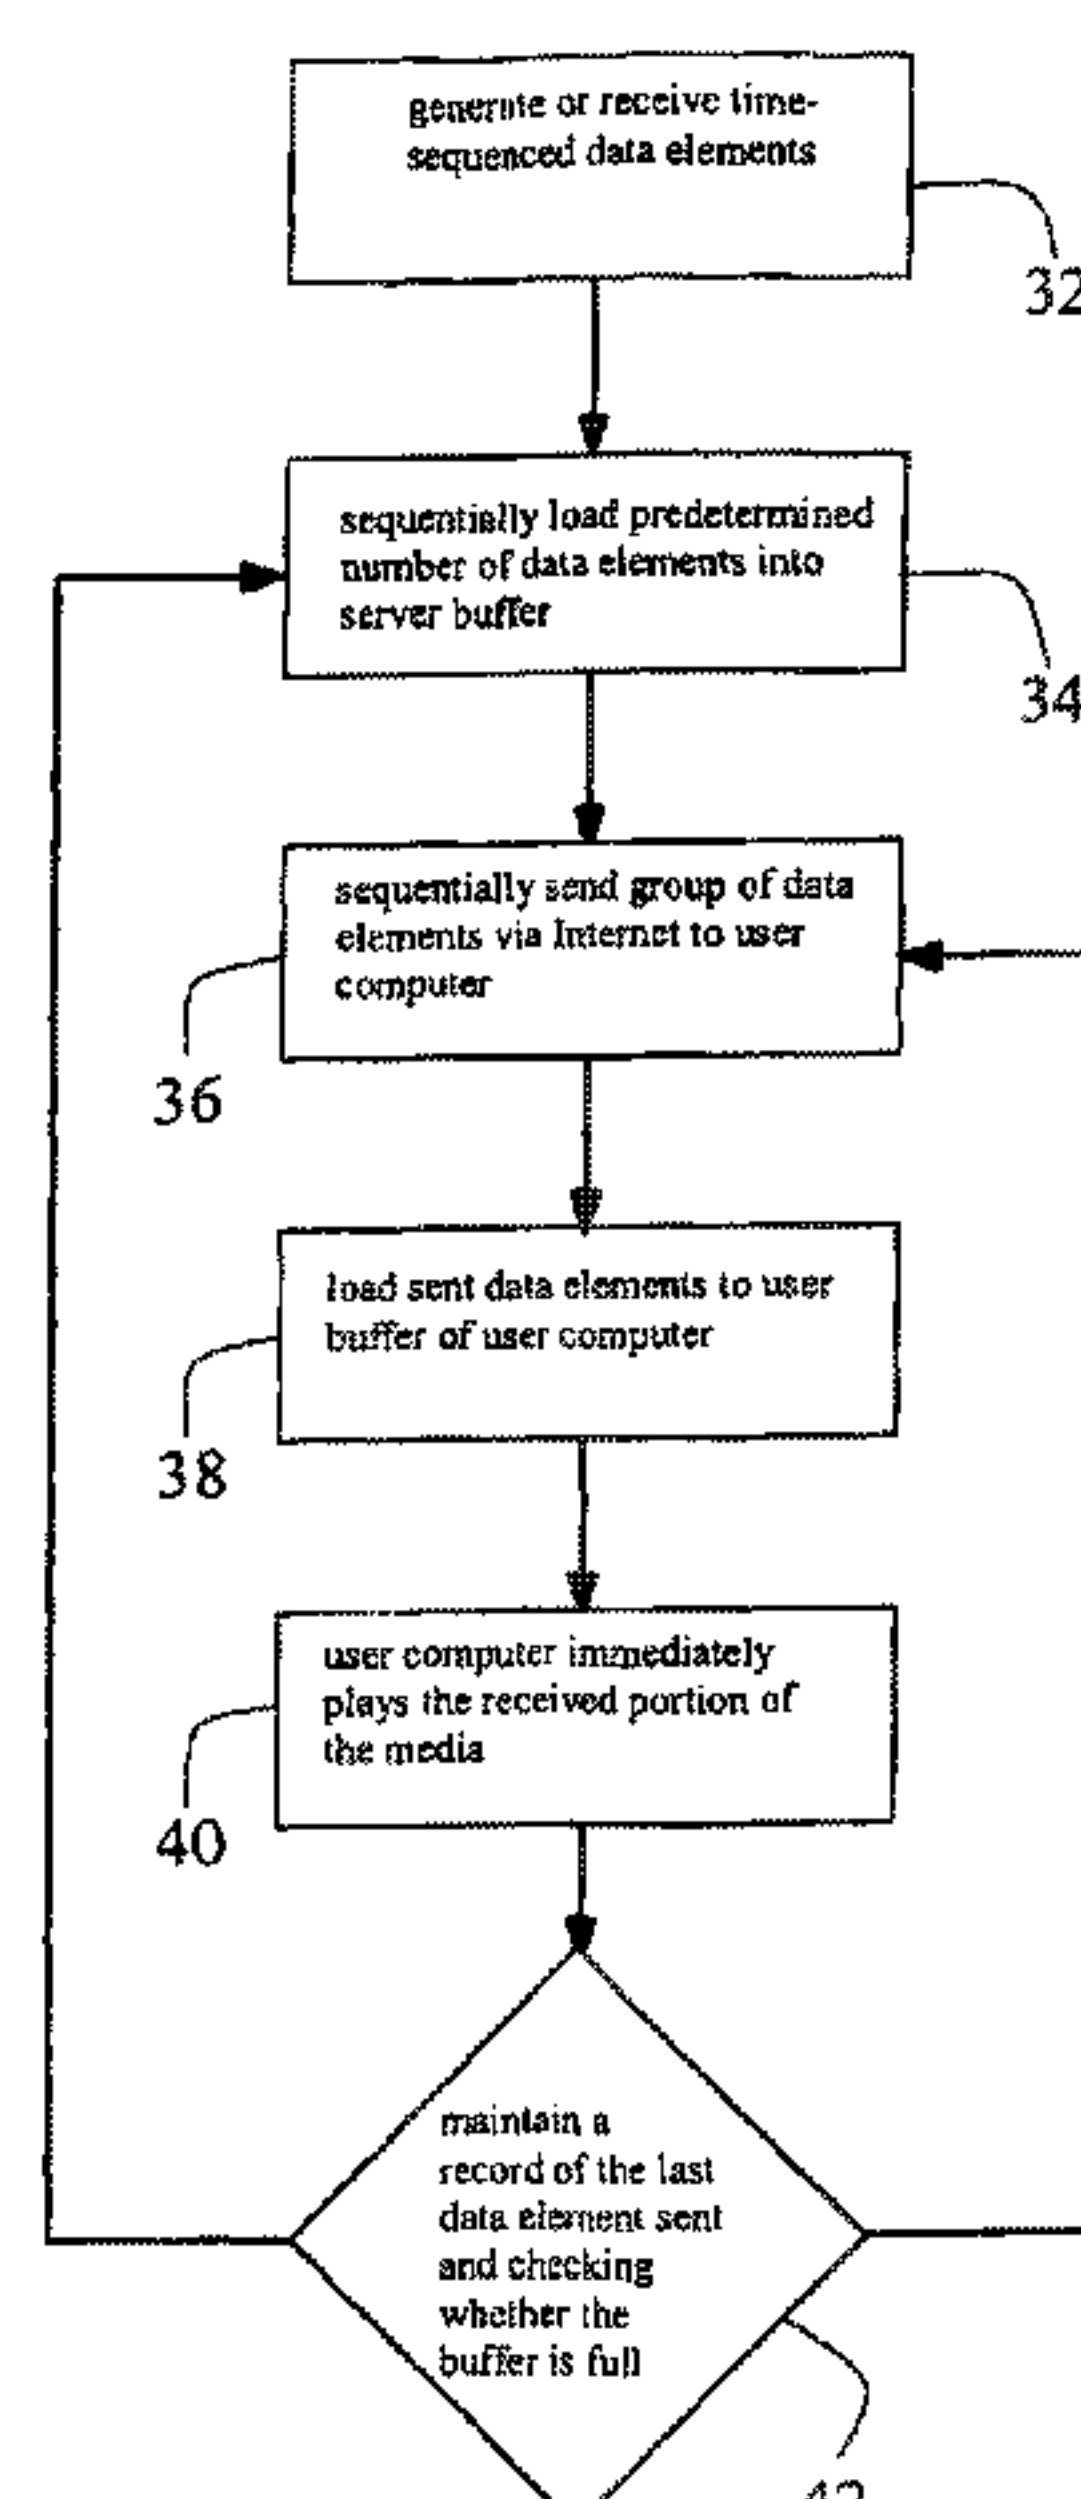 generate or receive time-
sequenced data elements
32
sequentially load predetermined
number of data elements into
server buffer
34
sequentially send group of data
elements via Internet to user
computer
36
load sent data elements to user
buffer of user computer
38
user computer immediately
plays the received portion of
the media
40
maintain a
record of the last
data element sent
and checking
whether the
buffer is full